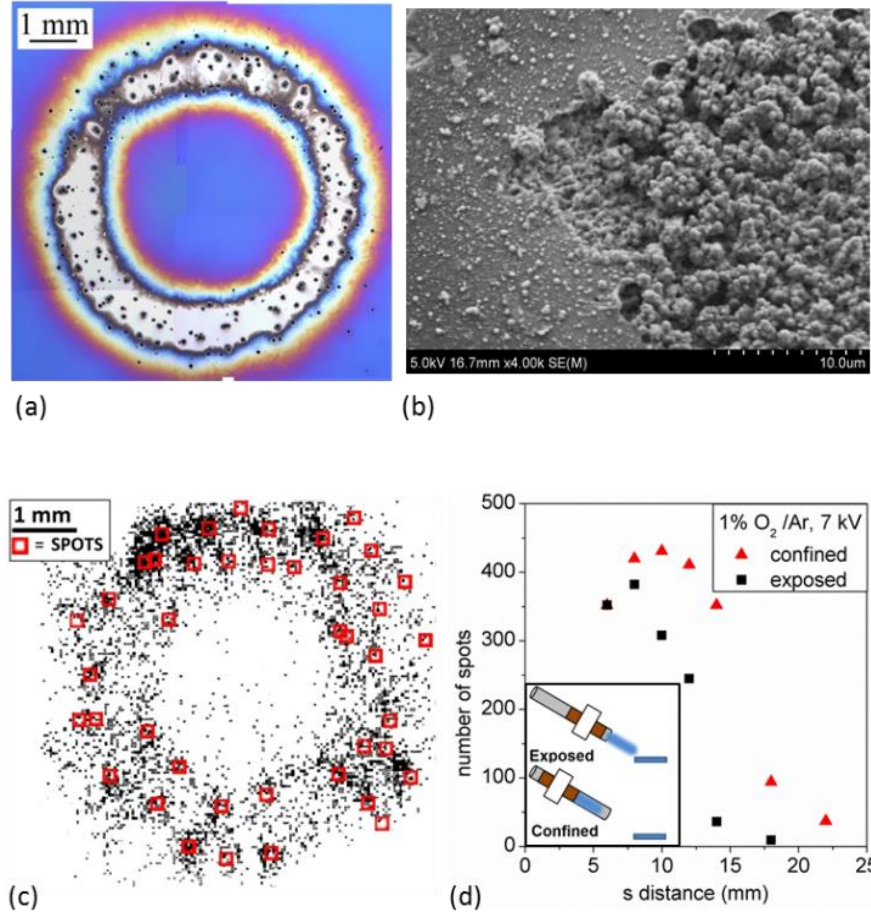 1 mm
(a)
5.0kV 16.7mm x4.00k SE(M)
10.0um
(b)
1 mm
= SPOTS
(c)
500
400
300
200
100
0
number of spots
1% O2 /Ar, 7 kV
confined
exposed
Exposed
Confined
0 5 10 15 20 25
s distance (mm)
(d)